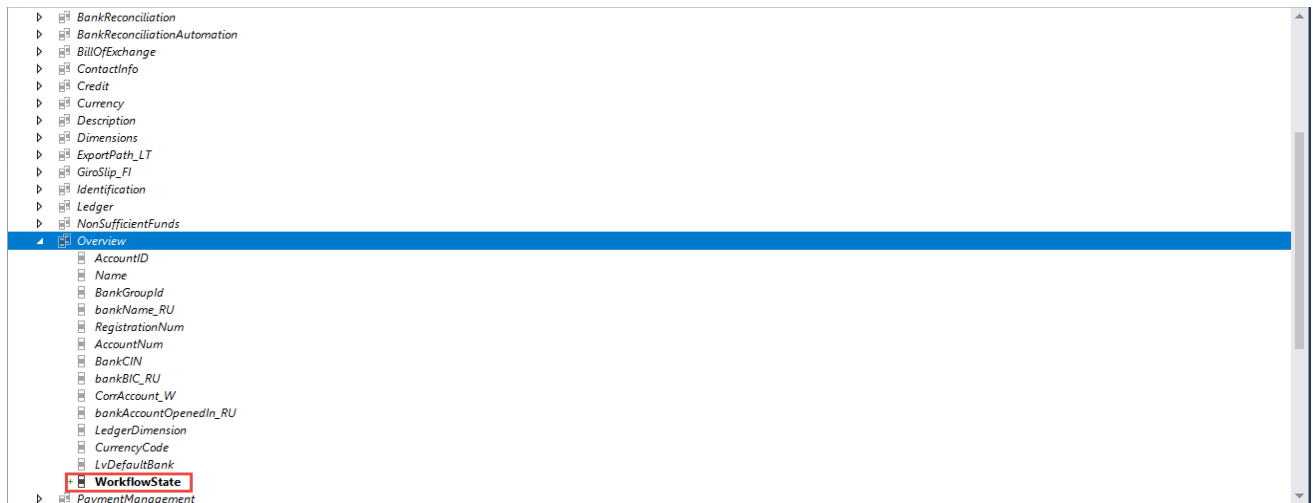 BankReconciliation
BankReconciliationAutomation
BillOfExchange
ContactInfo
Credit
Currency
Description
Dimensions
ExportPath_LT
GiroSlip_FI
Identification
Ledger
NonSufficientFunds
Overview
AccountID
Name
BankGroupId
bankName_RU
RegistrationNum
AccountNum
BankCIN
bankBIC_RU
CorrAccount_W
bankAccountOpenedIn_RU
LedgerDimension
CurrencyCode
LvDefaultBank
WorkflowState
PaymentManagement